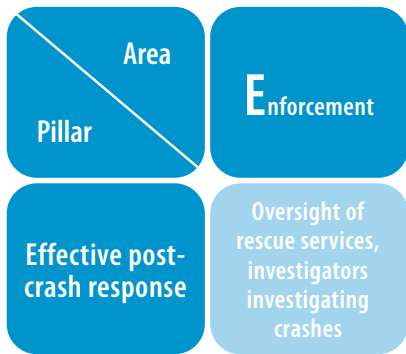 Area
Pillar
Enforcement
Effective post-
crash response
Oversight of
rescue services,
investigators
investigating
crashes